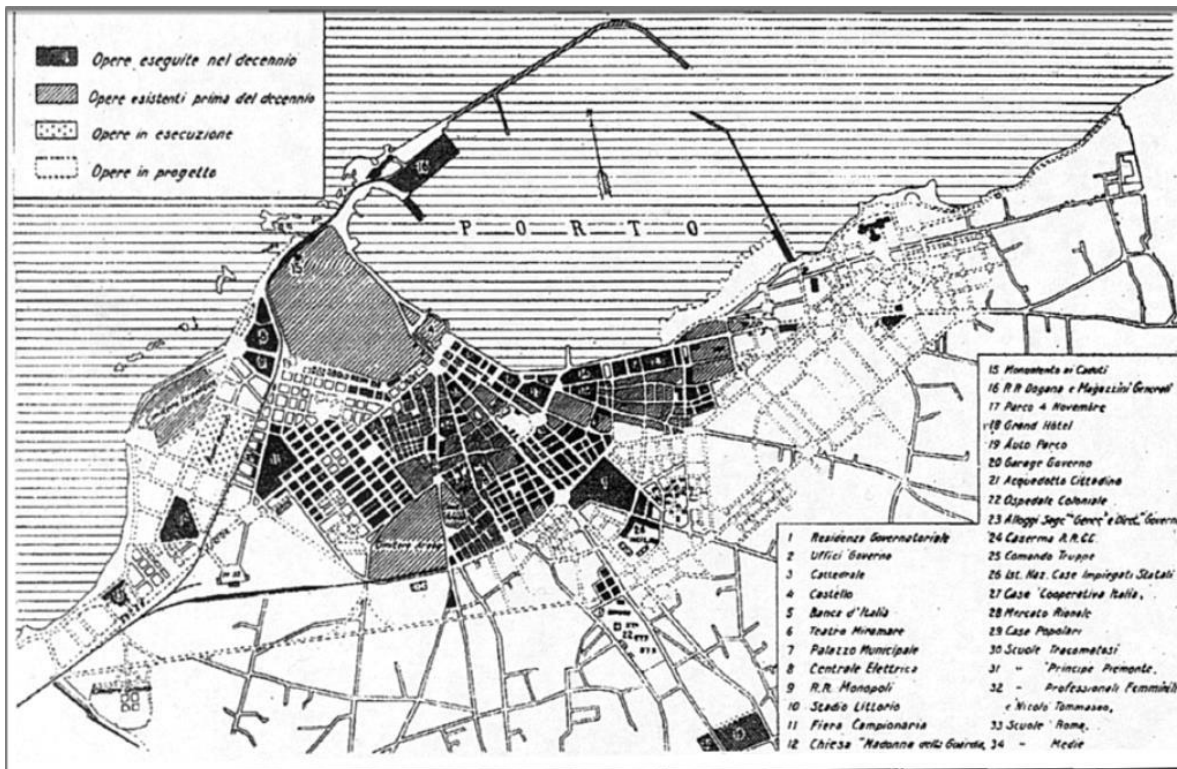 Opere eseguite nel decennio
Opere esistenti prima del decennio
Opere in esecuzione
Opere in progetto
PORTO
16
15
1 Residenza Governatoriale
2 Uffici Governo
3 Cattedrale
4 Castello
5 Banca d'Italia
6 Teatro Miramare
7 Palazzo Municipale
8 Centrale Elettrica
9 R.R. Monopoli
10 Stadio Littorio
11 Fiera Campionaria
12 Chiesa "Madonna della Guardia"
15 Monumento ai Caduti
16 R.R. Dogana e Magazzini Generali
17 Parco 4 Novembre
18 Grand Hôtel
19 Auto Parco
20 Garage Governo
21 Acquedotto Cittadino
22 Ospedale Coloniale
23 Alloggi Segr. "Gener." e Dirett." Governo
24 Caserma R.R.CC.
25 Comando Truppe
26 Ist. Naz. Case Impiegati Statali
27 Case "Cooperativa Italia"
28 Mercato Rionale
29 Case Popolari
30 Scuole Tracomatosi
31 " "Principe Piemonte"
32 " Professionali Femminili
e "Nicolò Tommaseo"
33 Scuole "Roma"
34 " Medie